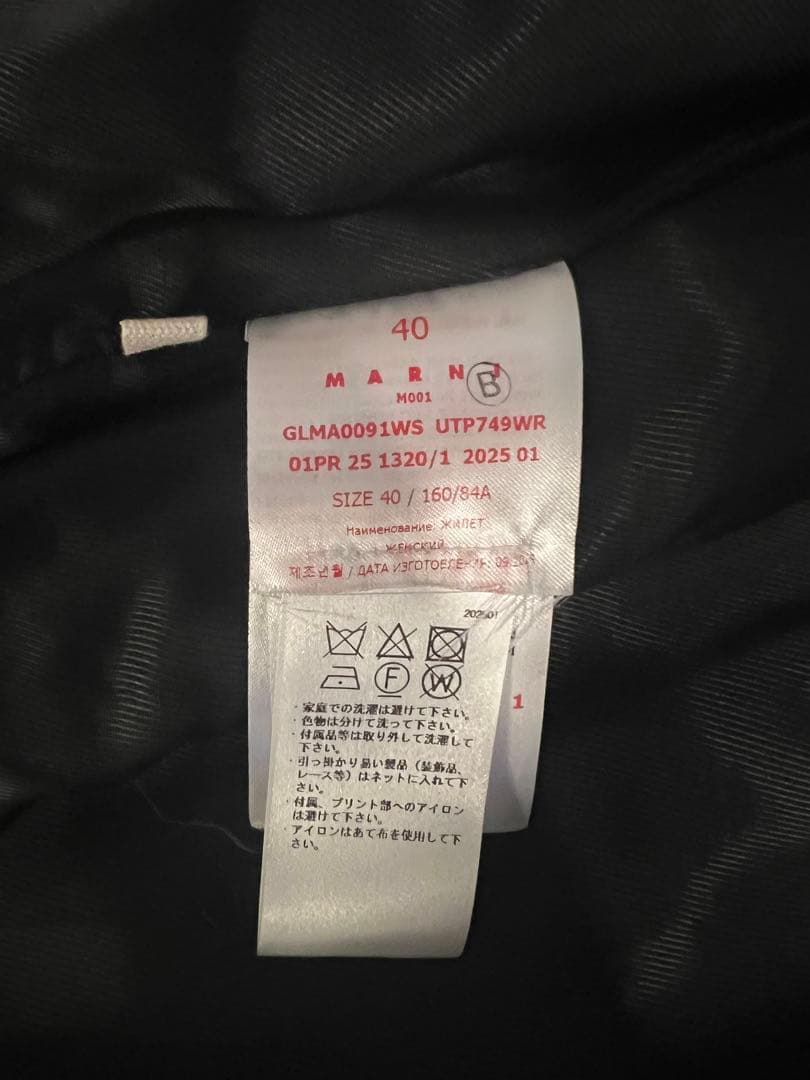 40
MARNI
B
M001
GLMA0091WS UTP749WR
01PR 25 1320/1 2025 01
SIZE 40 / 160/84A
Наименование: ЖИЛЕТ
ЖЕНСКИЙ
제조년월 / ДАТА ИЗГОТОВЛЕНИЯ: 09.2024
202501
F
W
1
・家庭での洗濯は避けて下さい。
・色物は分けて洗って下さい。
・付属品等は取り外して洗濯して
下さい。
・引っ掛かり易い製品（装飾品、
レース等）はネットに入れて下
さい。
・付属、プリント部へのアイロン
は避けて下さい。
・アイロンはあて布を使用して下
さい。